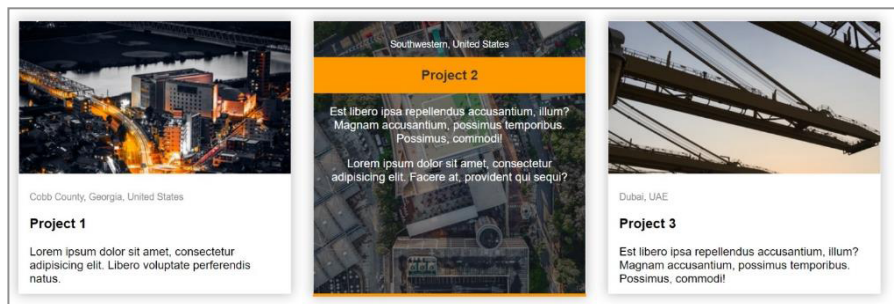 Cobb County, Georgia, United States
Project 1
Lorem ipsum dolor sit amet, consectetur
adipisicing elit. Libero voluptate perferendis
natus.
Southwestern, United States
Project 2
Est libero ipsa repellendus accusantium, illum?
Magnam accusantium, possimus temporibus.
Possimus, commodi!
Lorem ipsum dolor sit amet, consectetur
adipisicing elit. Facere at, provident qui sequi?
Dubai, UAE
Project 3
Est libero ipsa repellendus accusantium, illum?
Magnam accusantium, possimus temporibus.
Possimus, commodi!